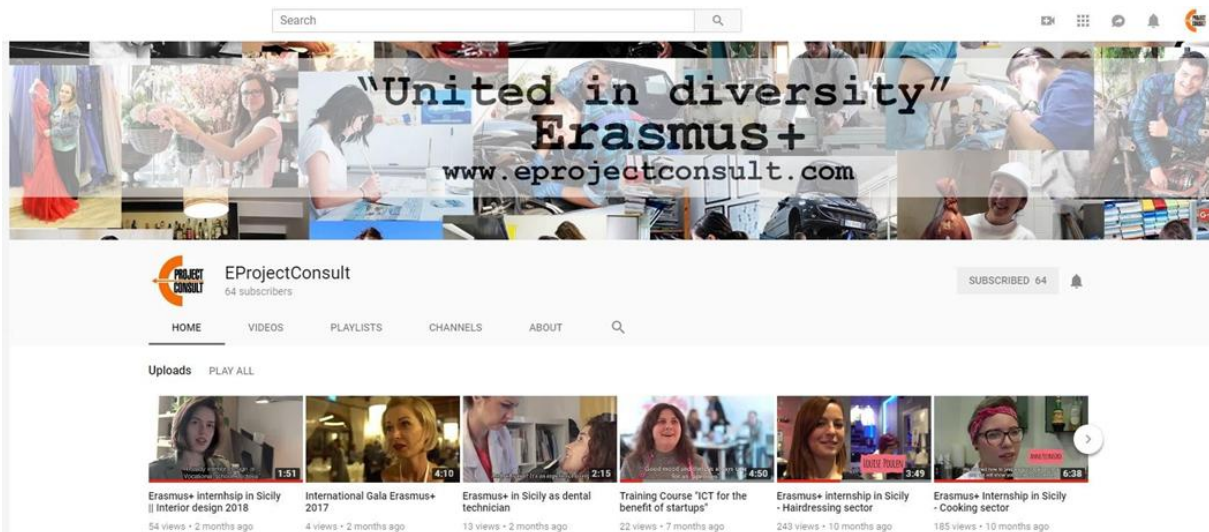 Search
"United in diversity"
Erasmus+
www.eprojectconsult.com
PROJECT
CONSULT
EProjectConsult
64 subscribers
SUBSCRIBED 64
HOME VIDEOS PLAYLISTS CHANNELS ABOUT
Uploads PLAY ALL
1:51 4:10 2:15 4:50 3:49 6:38
LOUISE POULEN
Erasmus+ internhsip in Sicily
|| Interior design 2018
54 views • 2 months ago
International Gala Erasmus+
2017
4 views • 2 months ago
Erasmus+ in Sicily as dental
technician
13 views • 2 months ago
Training Course "ICT for the
benefit of startups"
22 views • 7 months ago
Erasmus+ internship in Sicily
- Hairdressing sector
243 views • 10 months ago
Erasmus+ Internship in Sicily
- Cooking sector
185 views • 10 months ago